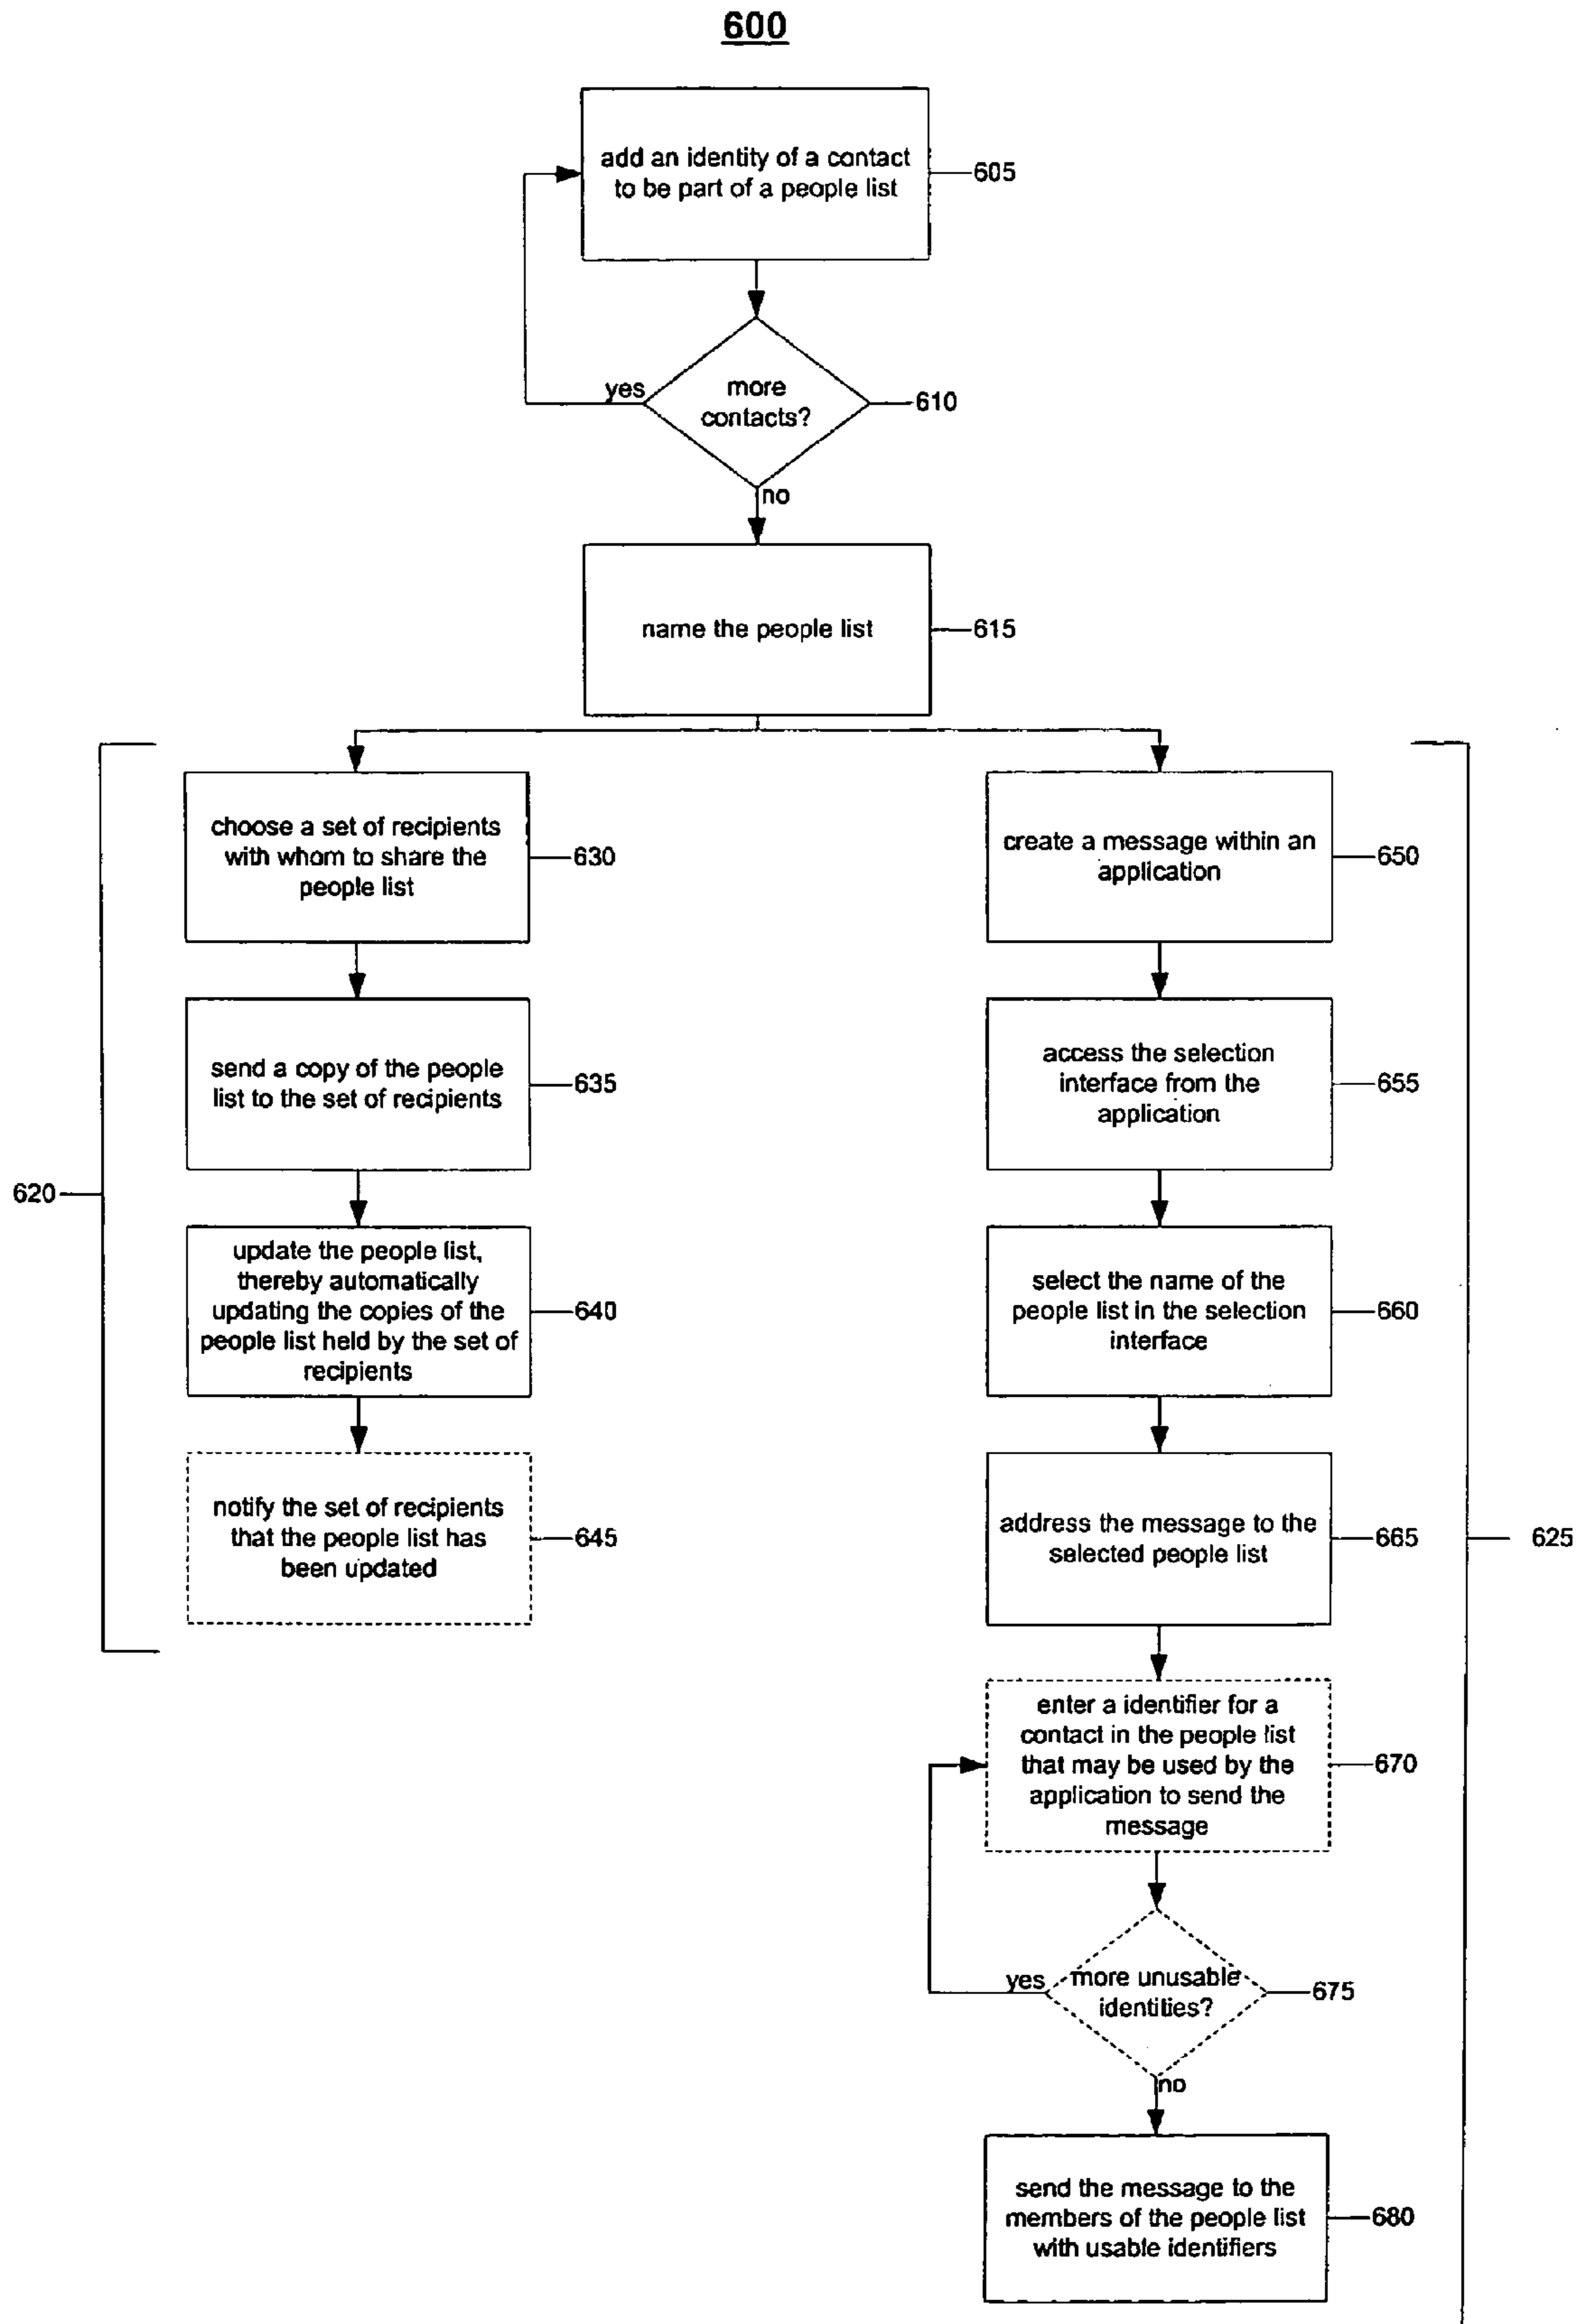 600
add an identity of a contact
to be part of a people list
605
more
contacts?
yes
610
no
name the people list
615
620
choose a set of recipients
with whom to share the
people list
630
send a copy of the people
list to the set of recipients
635
update the people list,
thereby automatically
updating the copies of the
people list held by the set of
recipients
640
notify the set of recipients
that the people list has
been updated
645
625
create a message within an
application
650
access the selection
interface from the
application
655
select the name of the
people list in the selection
interface
660
address the message to the
selected people list
665
enter a identifier for a
contact in the people list
that may be used by the
application to send the
message
670
yes
more unusable
identities?
675
no
send the message to the
members of the people list
with usable identifiers
680